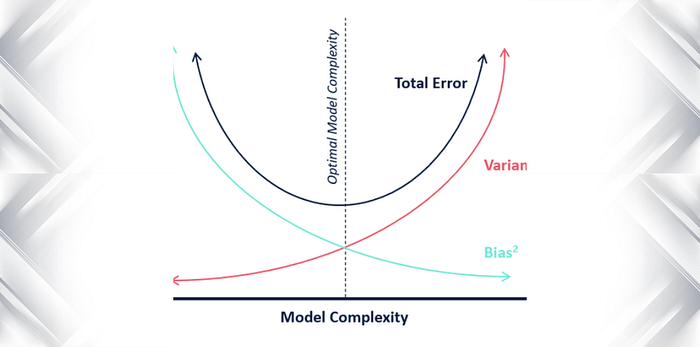 Optimal Model Complexity
Total Error
Varian
Bias²
Model Complexity